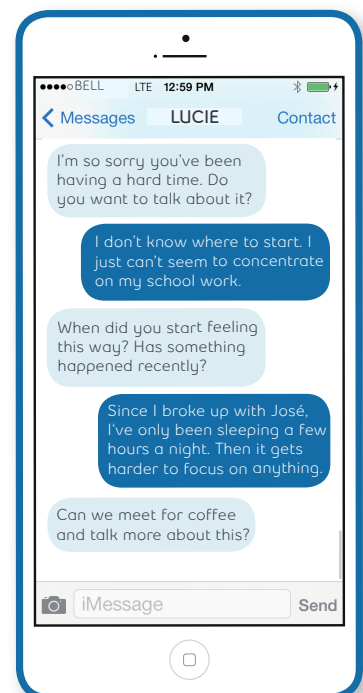 BELL LTE 12:59 PM
Messages LUCIE Contact
I'm so sorry you've been
having a hard time. Do
you want to talk about it?
I don't know where to start. I
just can't seem to concentrate
on my school work.
When did you start feeling
this way? Has something
happened recently?
Since I broke up with José,
I've only been sleeping a few
hours a night. Then it gets
harder to focus on anything.
Can we meet for coffee
and talk more about this?
iMessage Send